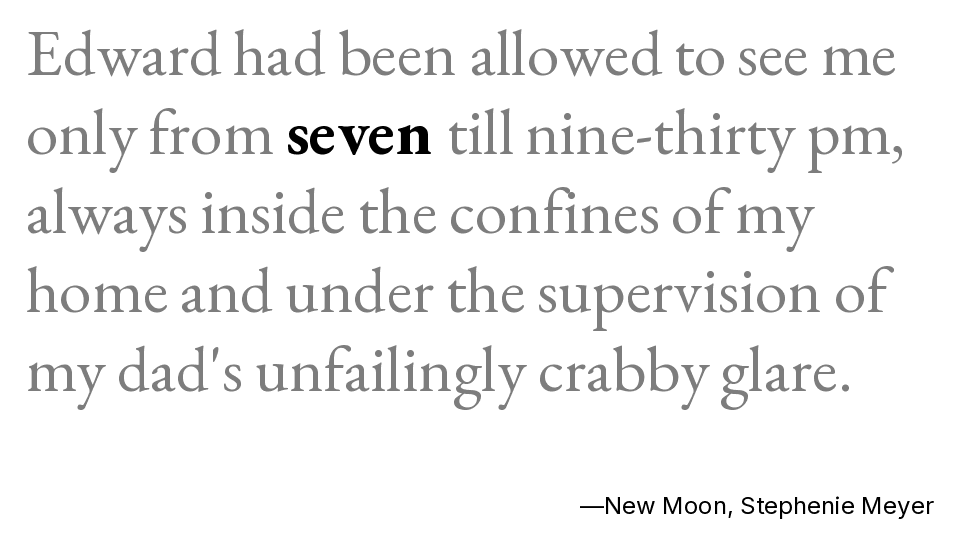 Edward had been allowed to see me
only from seven till nine-thirty pm,
always inside the confines of my
home and under the supervision of
my dad's unfailingly crabby glare.
—New Moon, Stephenie Meyer